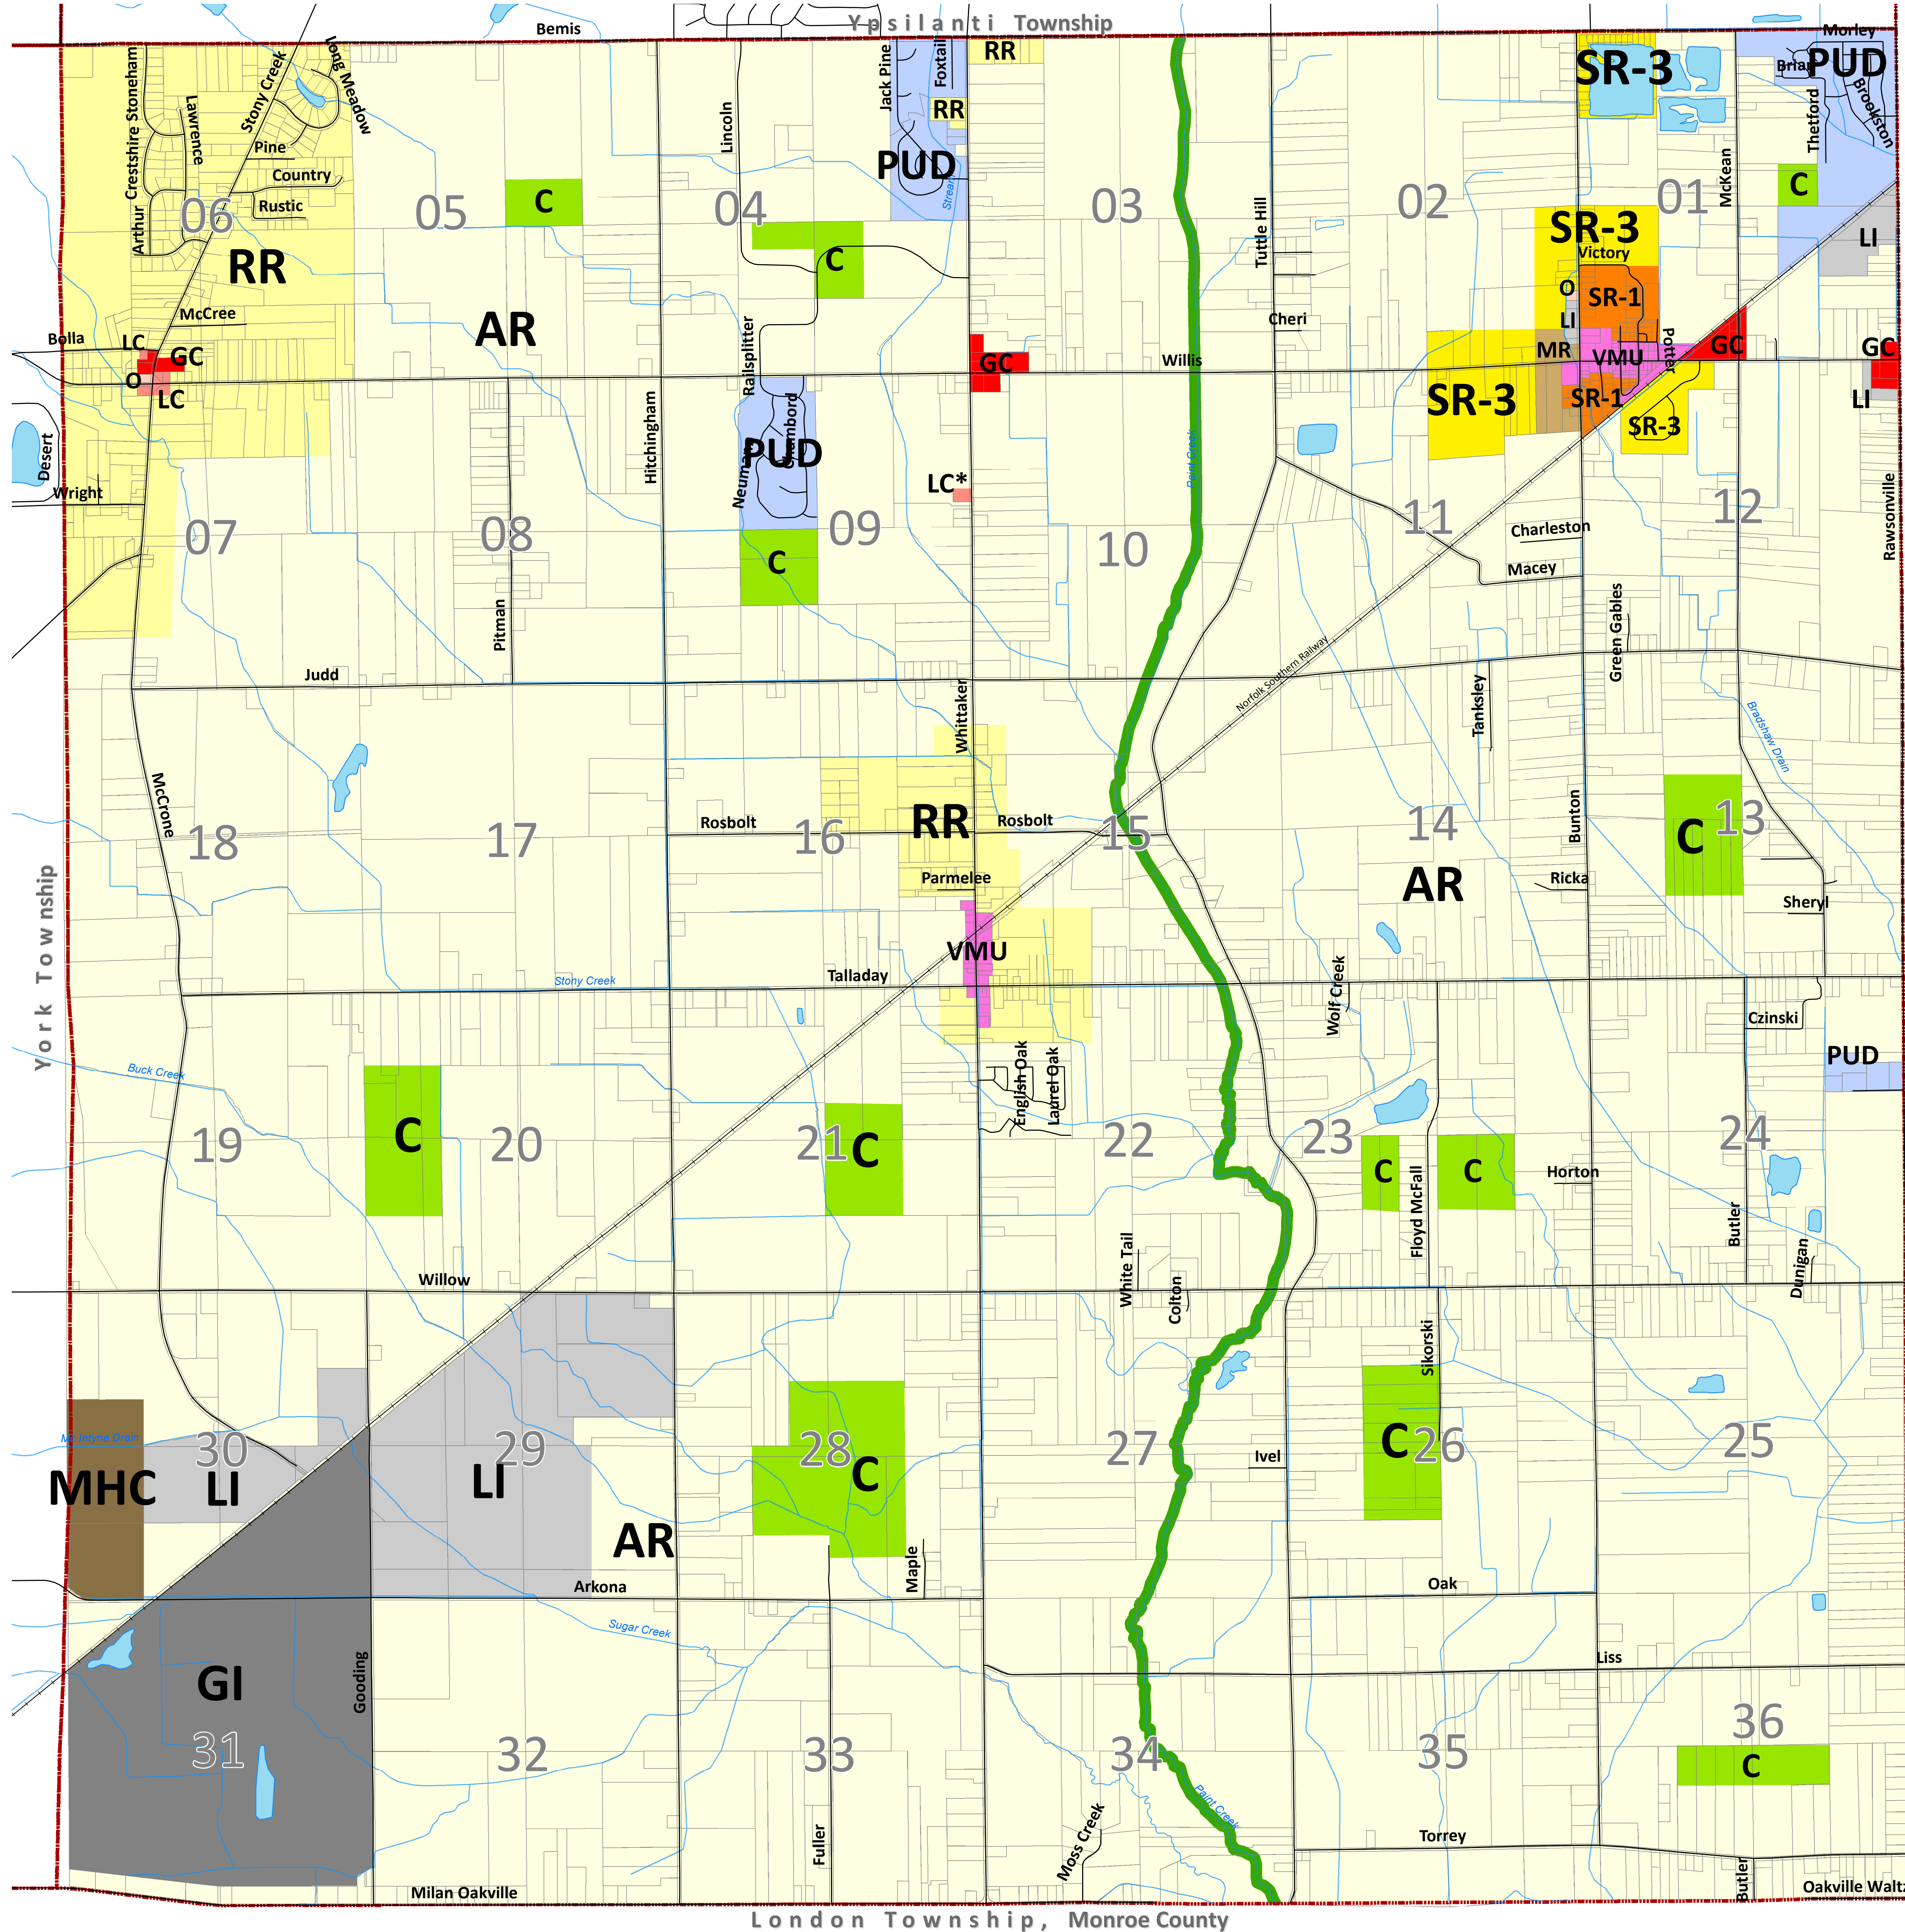 Ypsilanti Township
Bemis
Morley
RR
SR-3
PUD
Briar
Brookston
Thetford
Stoneham
Crestshire
Arthur
Lawrence
Stony Creek
Long Meadow
Pine
Country
Rustic
Lincoln
Jack Pine
Foxtail
RR
PUD
Stream
McKean
C
C
06
05
04
03
02
01
RR
C
Tuttle Hill
SR-3
Victory
LI
O
SR-1
LI
McCree
AR
Cheri
Bolla
LC
GC
O
LC
Railsplitter
GC
Willis
MR
VMU
Potter
GC
GC
LI
SR-3
SR-1
SR-3
Desert
Wright
Hitchingham
PUD
Chambord
Neuman
LC*
Paint Creek
Rawsonville
07
08
09
10
11
12
C
Charleston
Macey
Pitman
Green Gables
Judd
Norfolk Southern Railway
Whittaker
Tanksley
Bradshaw Drain
McCrone
18
17
16
15
14
13
Rosbolt
RR
Rosbolt
Bunton
C
AR
Parmelee
Ricka
Sheryl
York Township
VMU
Talladay
Stony Creek
Wolf Creek
Czinski
PUD
Buck Creek
English Oak
Laurel Oak
19
C
20
21
C
22
23
24
C
C
Horton
Floyd McFall
Butler
Dunigan
White Tail
Colton
Willow
Sikorski
Mc Intyne Drain
30
29
28
27
26
25
MHC
LI
LI
C
C
Ivel
AR
Arkona
Maple
Oak
Sugar Creek
Liss
GI
Gooding
31
32
33
34
35
36
C
Paint Creek
Fuller
Moss Creek
Torrey
Butler
Milan Oakville
Oakville Waltz
London Township, Monroe County